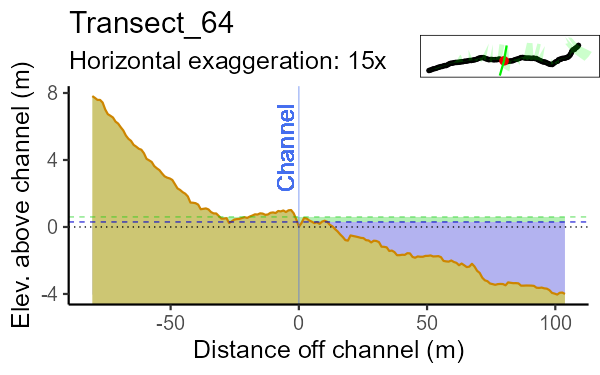 Transect_64
Horizontal exaggeration: 15x
Elev. above channel (m)
8
4
0
-4
Channel
-50
0
50
100
Distance off channel (m)